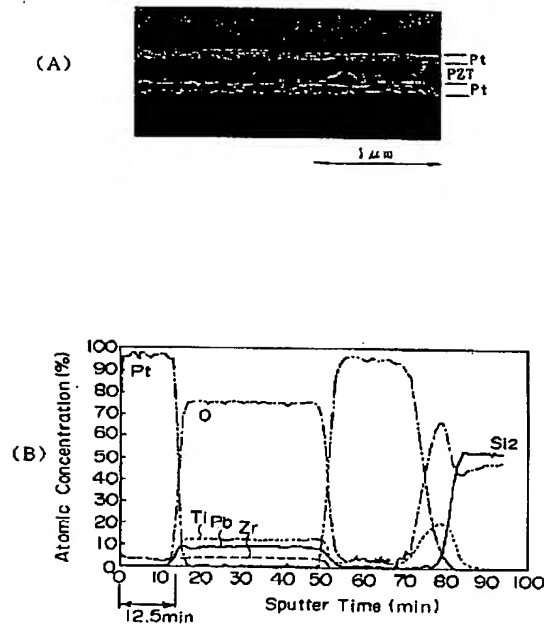 (A)
Pt
PZT
Pt
1 μm
(B)
Atomic Concentration (%)
100
90
80
70
60
50
40
30
20
10
0
Pt
O
Ti Pb Zr
Si2
0 10 20 30 40 50 60 70 80 90 100
12.5min
Sputter Time (min)